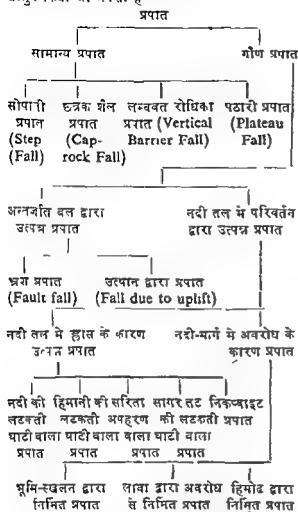 प्रपात
सामान्य प्रपात गौण प्रपात
सोपानी छत्रक शैल लम्बवत रोधिका पठारी प्रपात
प्रपात प्रपात प्रपात (Vertical (Plateau
(Step (Cap- Barrier Fall) Fall)
(Fall) rock Fall)
अन्तर्जात बल द्वारा नदी तल मे परिवर्तन
उत्पन्न प्रपात द्वारा उत्पन्न प्रपात
भ्रंश प्रपात उत्थान द्वारा प्रपात
(Fault fall) (Fall due to uplift)
नदी तल मे ह्रास के कारण नदी-मार्ग मे अवरोध के
उत्पन्न प्रपात कारण प्रपात
नदी की हिमानी की सरिता सागर तट निकप्वाइट
लटकती लटकती अपहरण की लटकती प्रपात
घाटी वाला घाटी वाला वाला घाटी वाला
प्रपात प्रपात प्रपात प्रपात
भूमि-स्खलन द्वारा लावा द्वारा अवरोध हिमोढ द्वारा
निर्मित प्रपात से निर्मित प्रपात निर्मित प्रपात